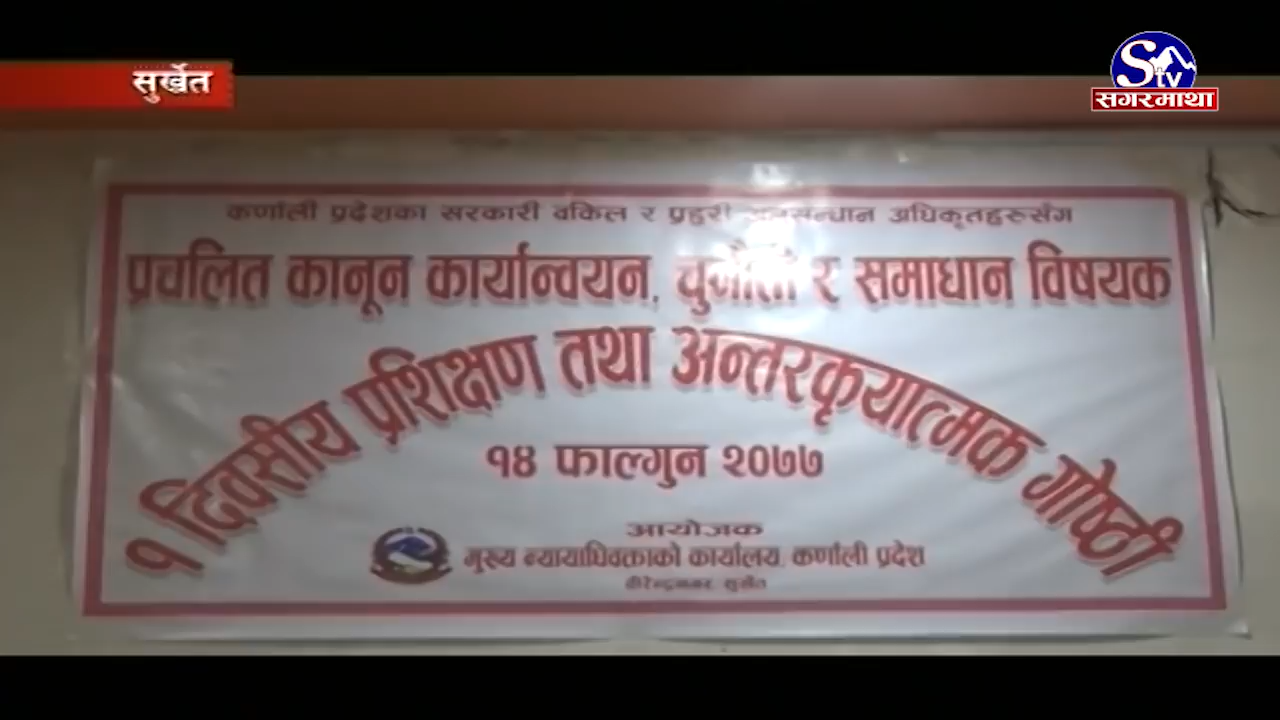 सुर्खेत
S tv
सगरमाथा
कर्णाली प्रदेशका सरकारी वकिल र प्रहरी अनुसन्धान अधिकृतहरुसँग
प्रचलित कानून कार्यान्वयन, चुनौती र समाधान विषयक
१ दिवसीय प्रशिक्षण तथा अन्तरकृयात्मक गोष्ठी
१४ फाल्गुन २०७७
आयोजक
मुख्य न्यायाधिवक्ताको कार्यालय, कर्णाली प्रदेश
वीरेन्द्रनगर, सुर्खेत